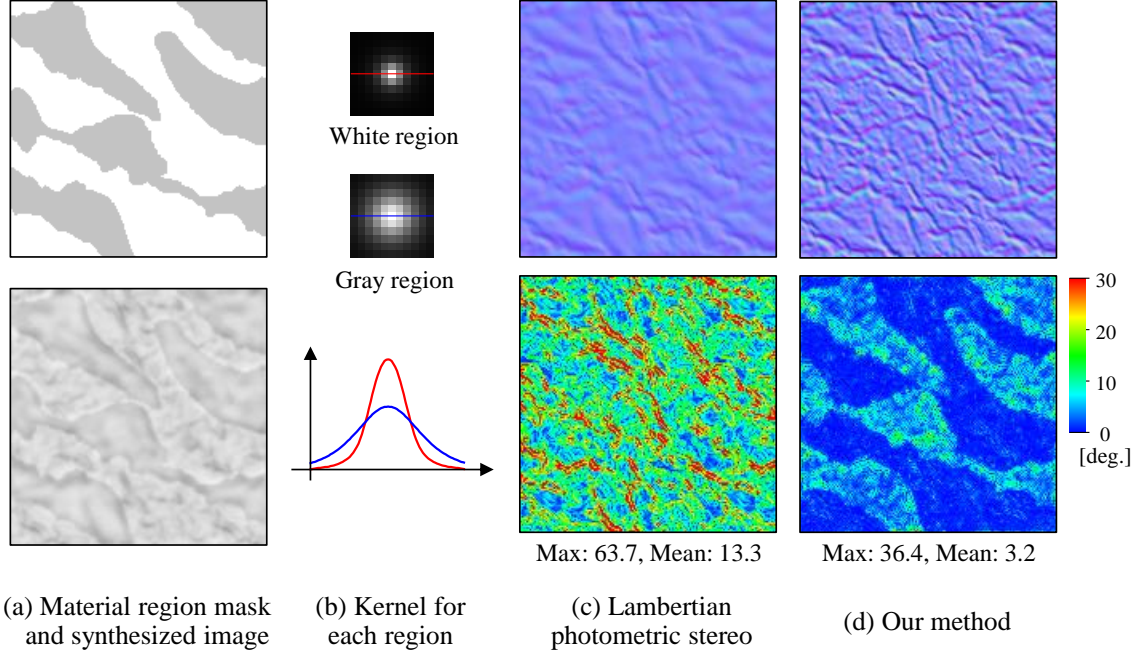 White region
Gray region
30
20
10
0
[deg.]
Max: 63.7, Mean: 13.3
Max: 36.4, Mean: 3.2
(a) Material region mask
and synthesized image
(b) Kernel for
each region
(c) Lambertian
photometric stereo
(d) Our method